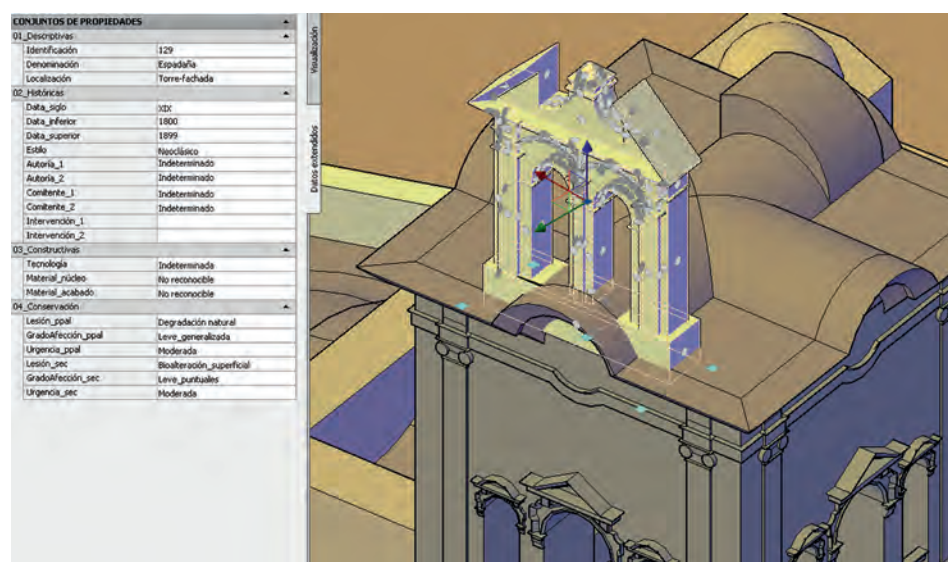 CONJUNTOS DE PROPIEDADES
01_Descriptivas
Identificación 129
Denominación Espadaña
Localización Torre-fachada
02_Históricas
Data_siglo XIX
Data_inferior 1800
Data_superior 1899
Estilo Neoclásico
Autoría_1 Indeterminado
Autoría_2 Indeterminado
Comitente_1 Indeterminado
Comitente_2 Indeterminado
Intervención_1
Intervención_2
03_Constructivas
Tecnología Indeterminada
Material_núcleo No reconocible
Material_acabado No reconocible
04_Conservación
Lesión_ppal Degradación natural
GradoAfección_ppal Leve_generalizada
Urgencia_ppal Moderada
Lesión_sec Bioalteración_superficial
GradoAfección_sec Leve_puntuales
Urgencia_sec Moderada
Visualización
Datos extendidos